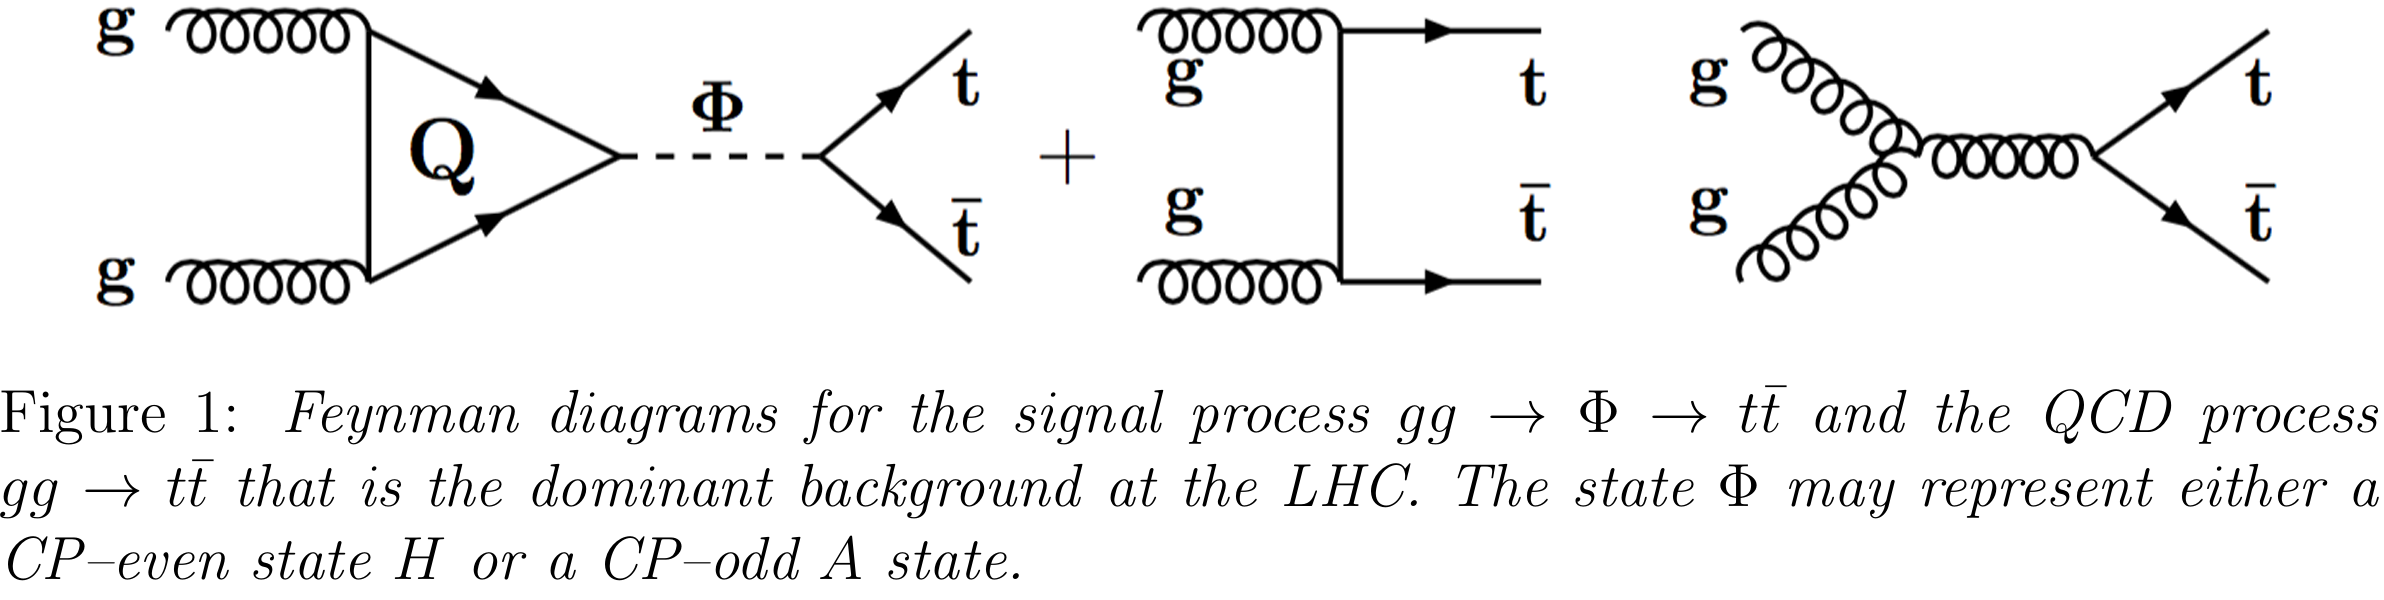 g
g
Q
Φ
t
t̄
+
g
g
t
t̄
g
g
t
t̄
Figure 1: Feynman diagrams for the signal process gg → Φ → tt̄ and the QCD process
gg → tt̄ that is the dominant background at the LHC. The state Φ may represent either a
CP–even state H or a CP–odd A state.